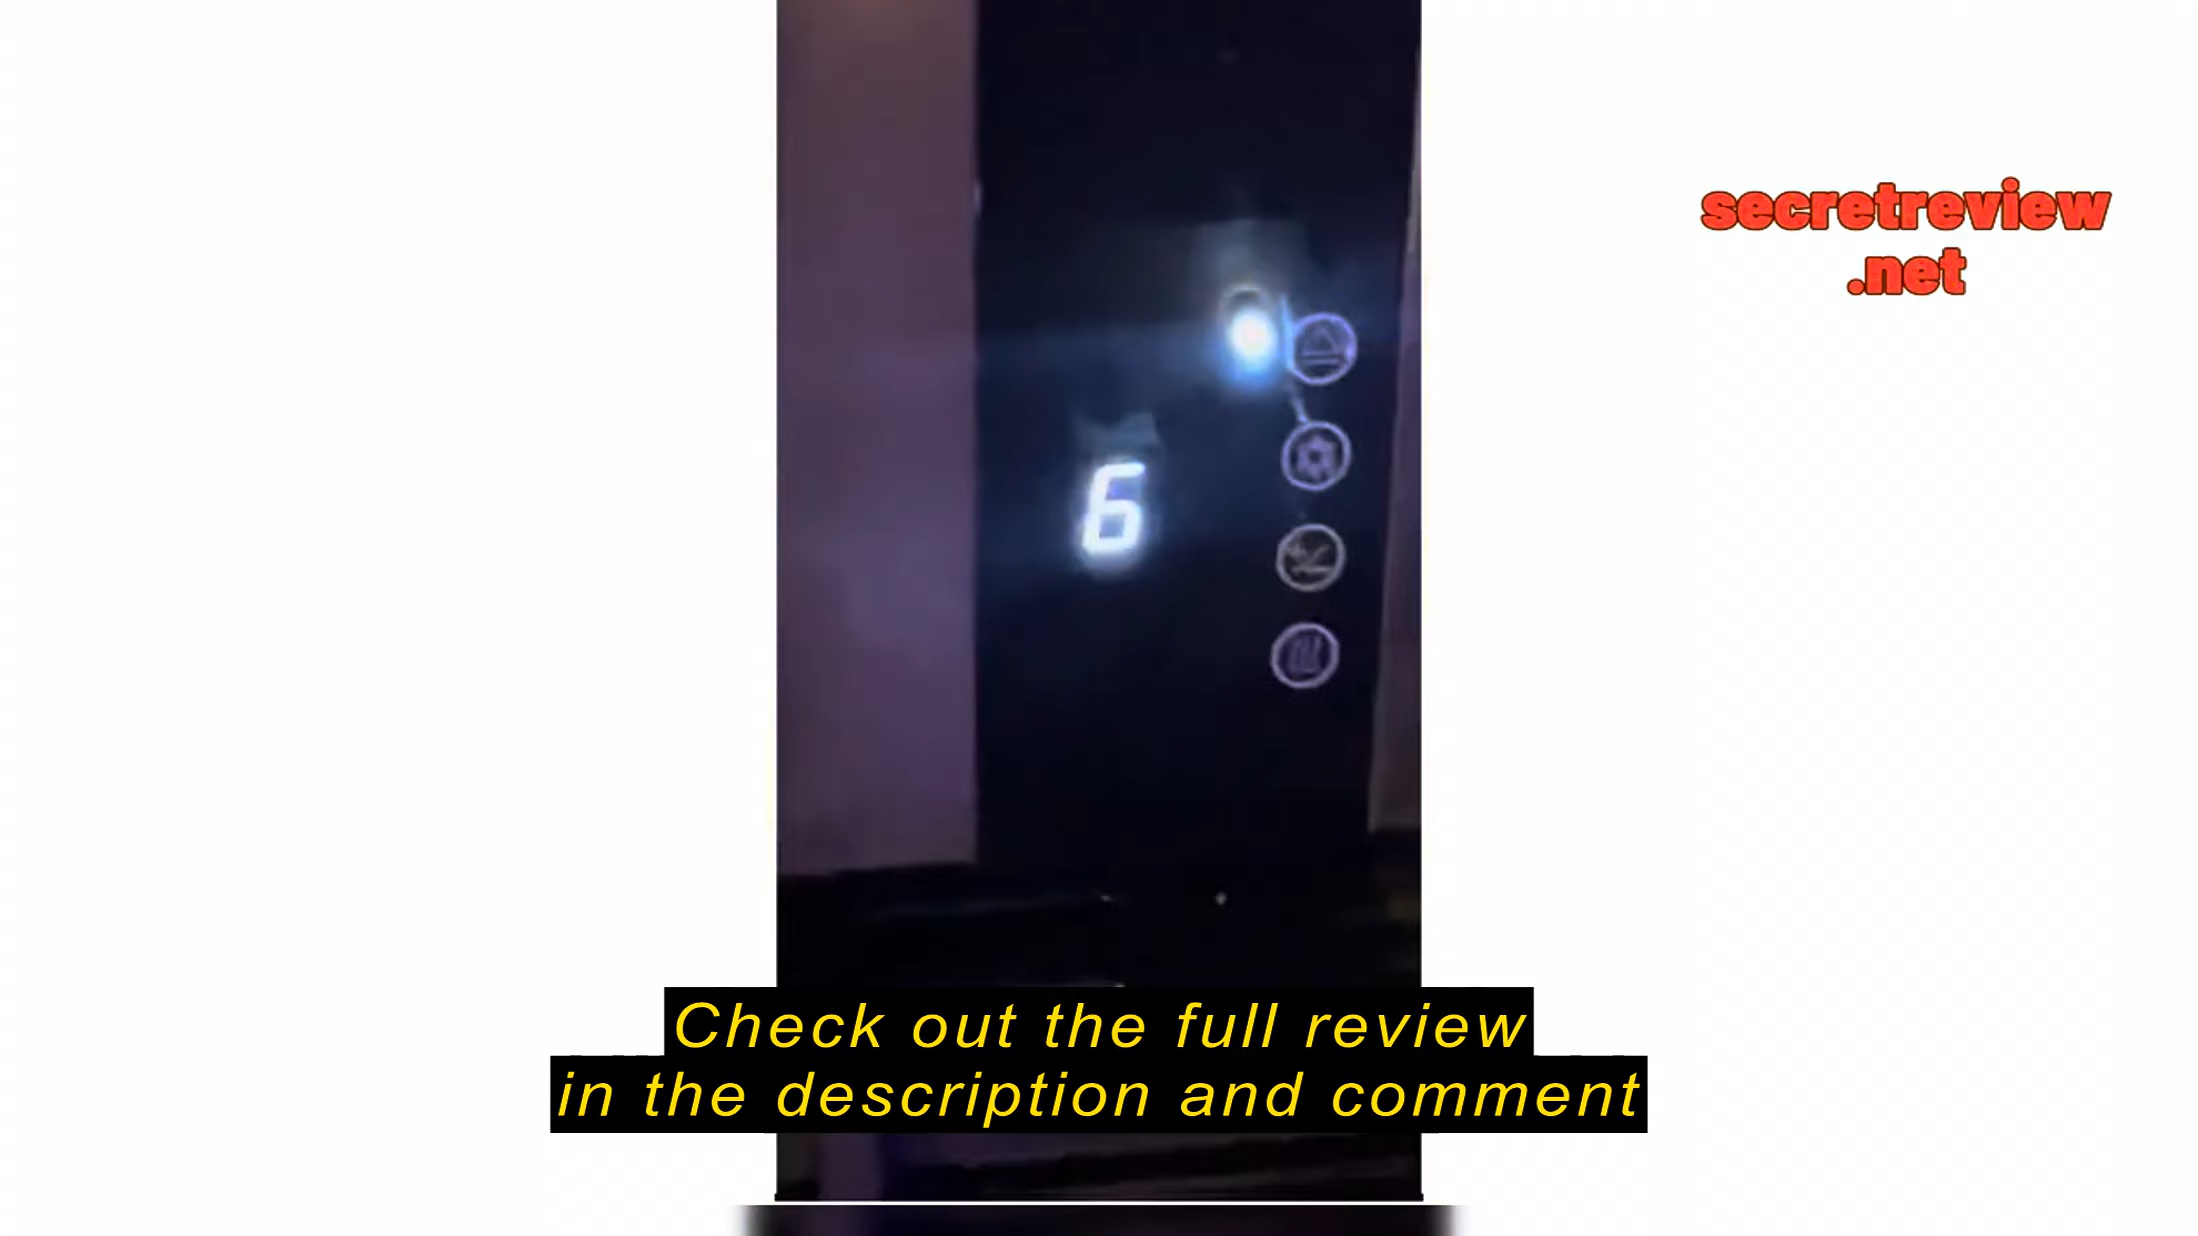 secretreview
.net
6
Check out the full review
in the description and comment